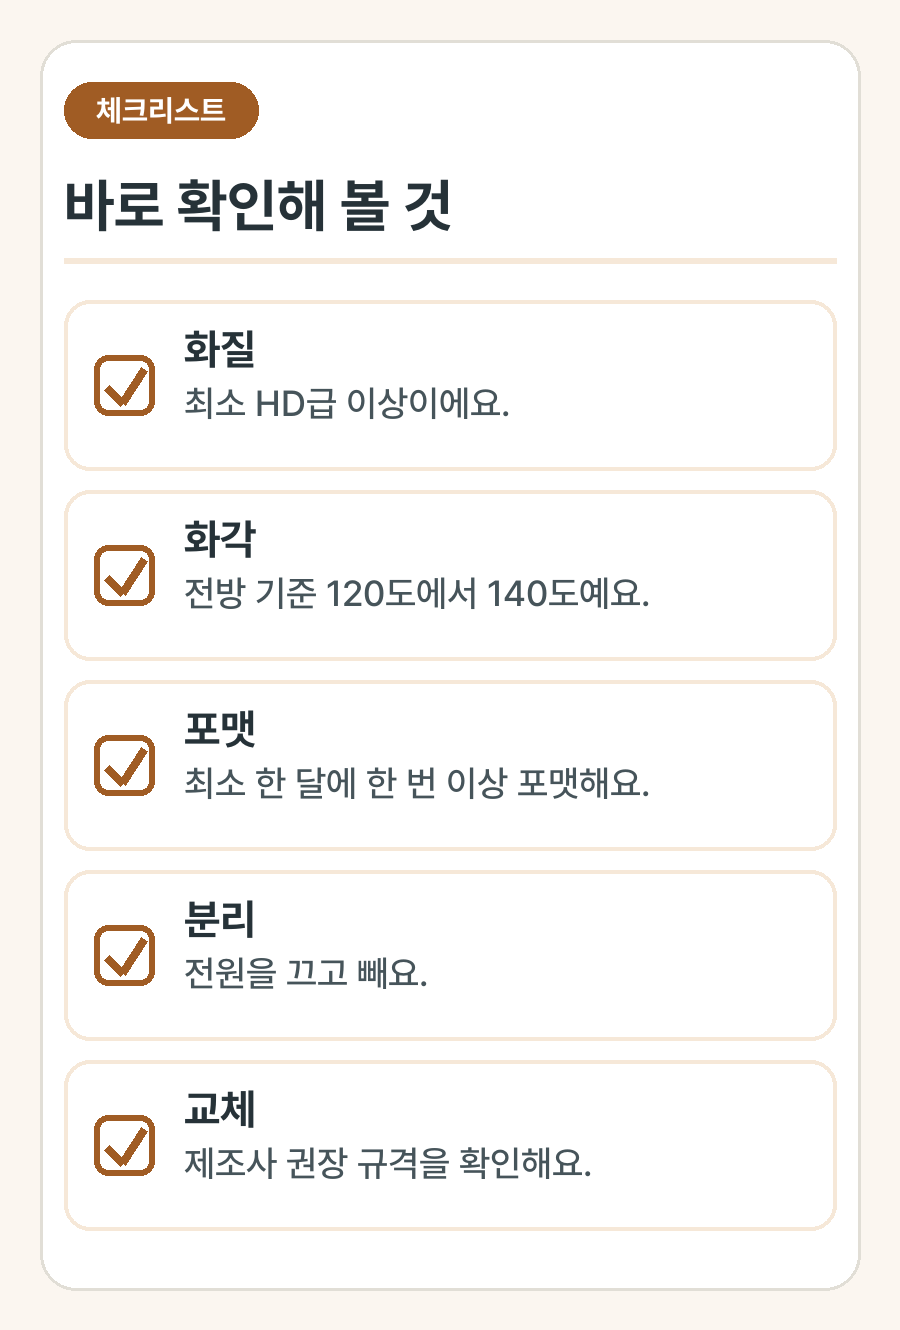 체크리스트
바로 확인해 볼 것
화질
최소 HD급 이상이에요.
화각
전방 기준 120도에서 140도예요.
포맷
최소 한 달에 한 번 이상 포맷해요.
분리
전원을 끄고 빼요.
교체
제조사 권장 규격을 확인해요.